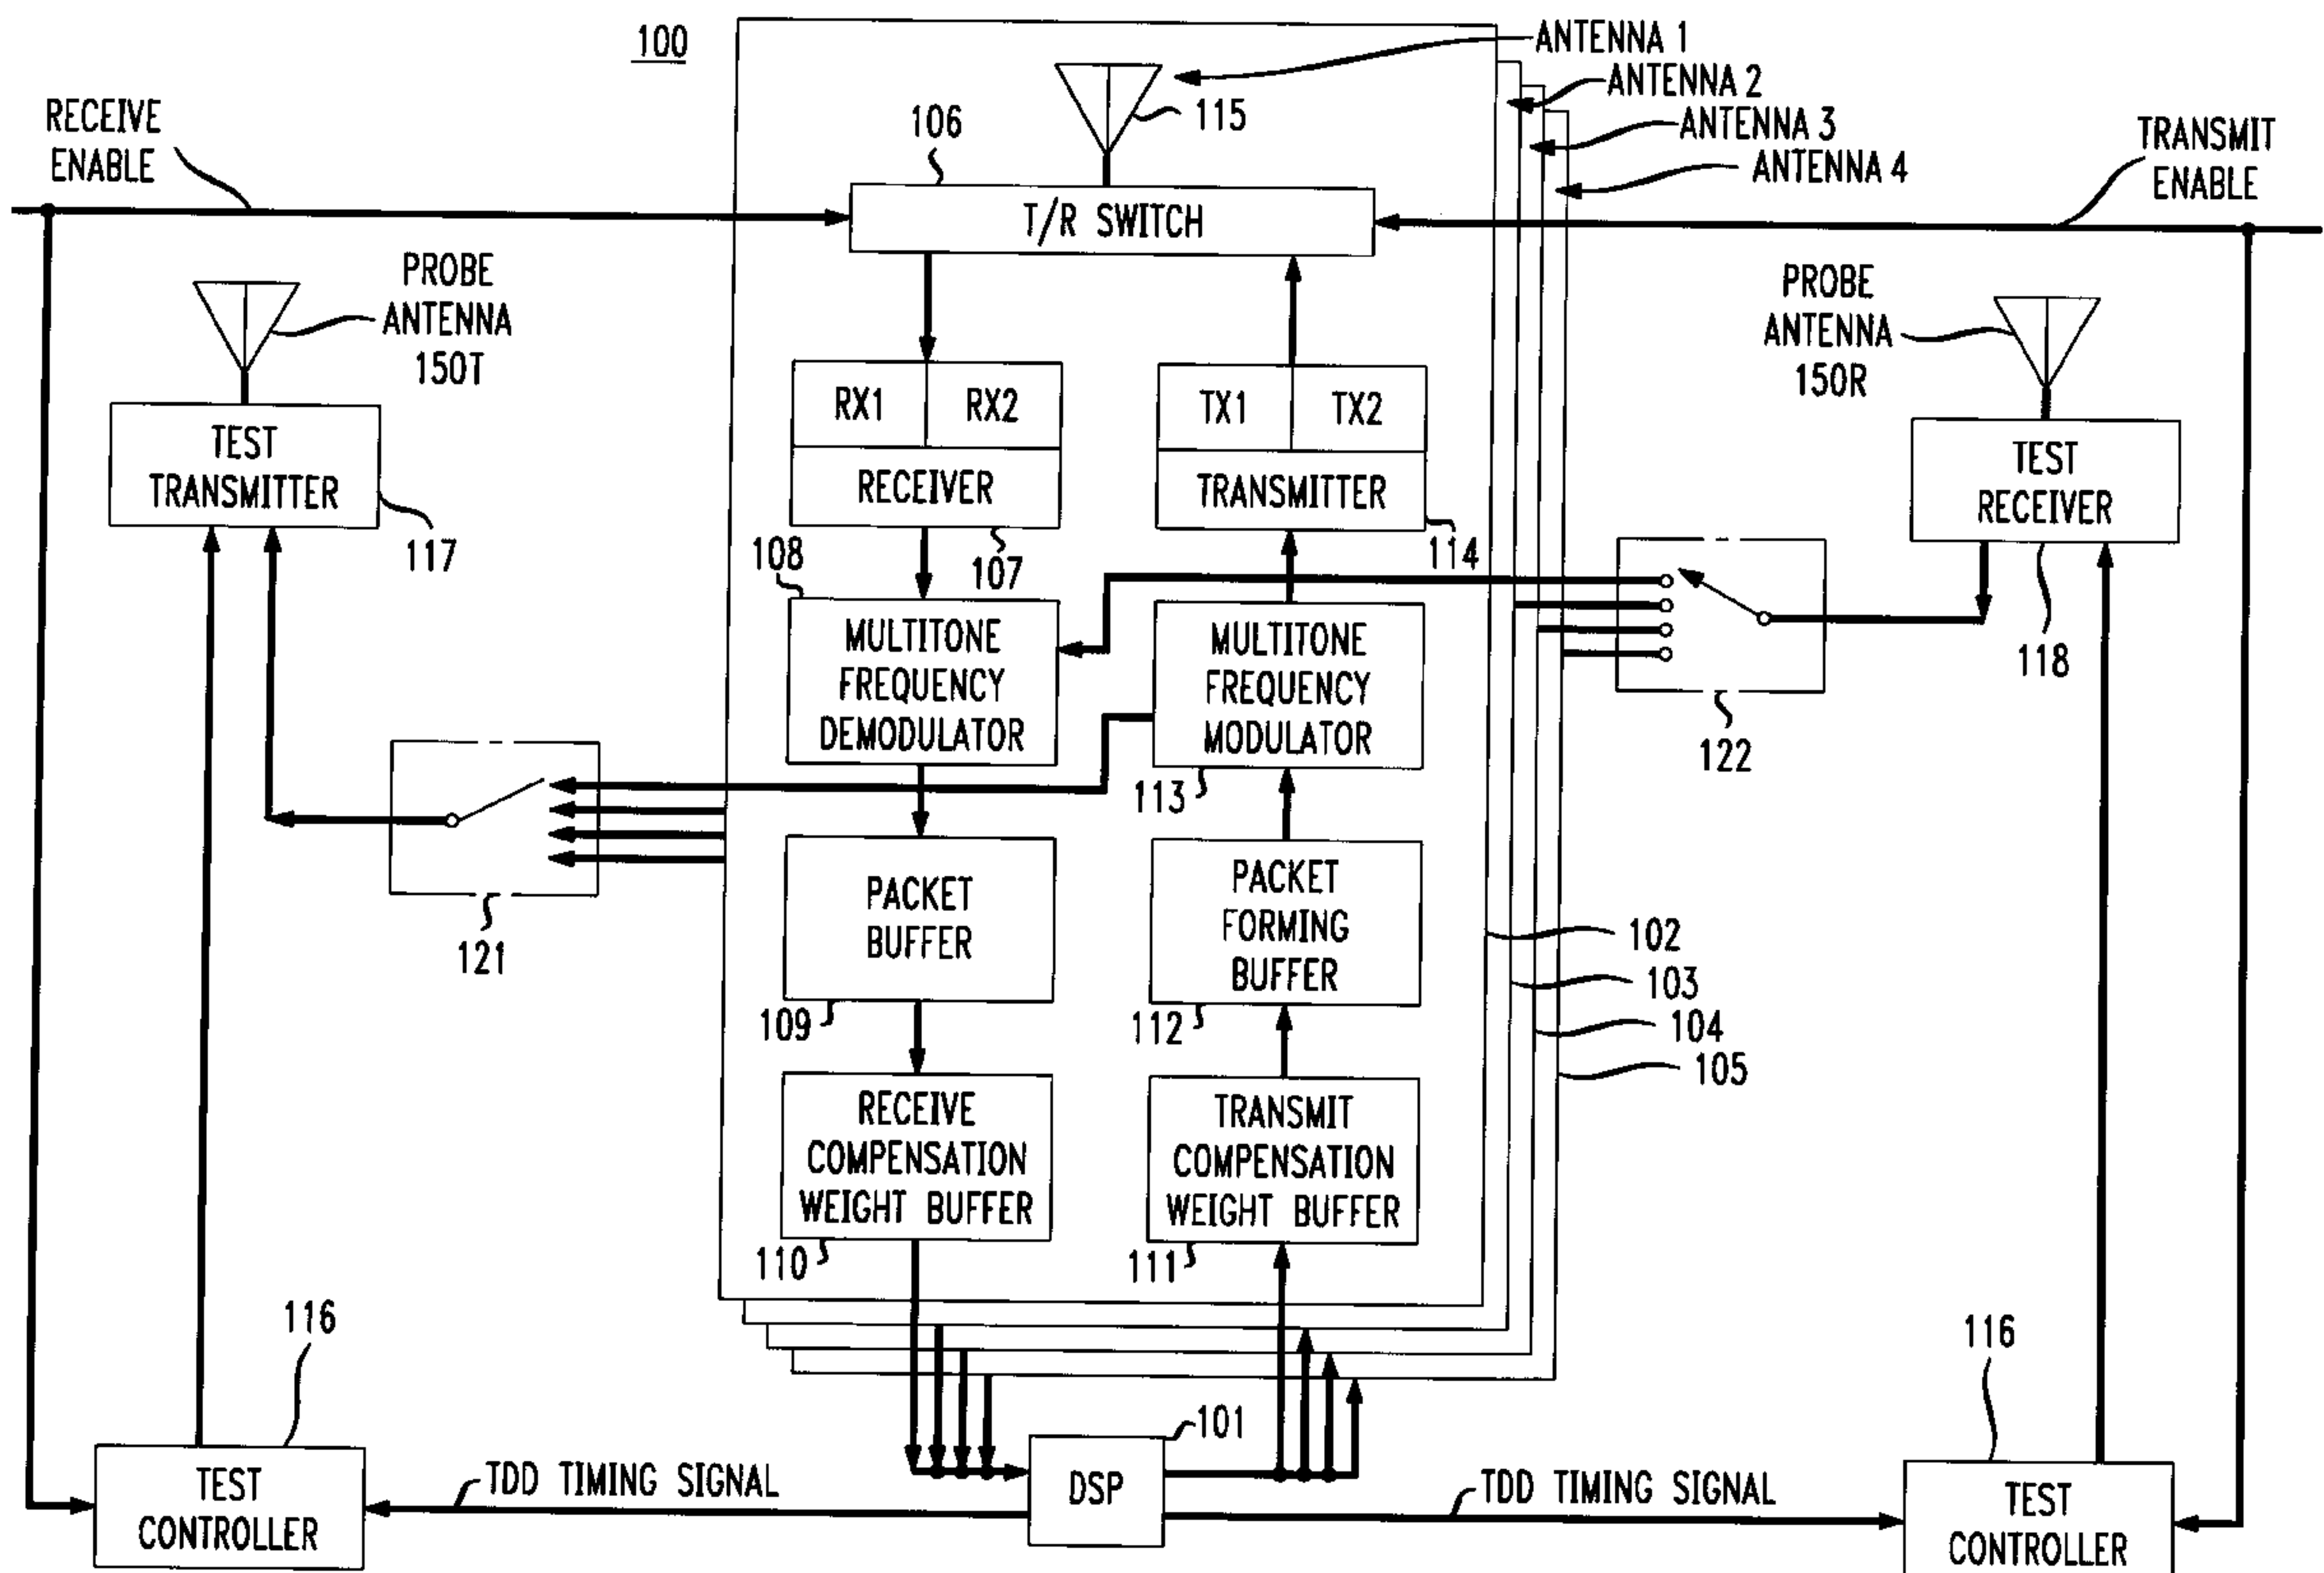 100
ANTENNA 1
ANTENNA 2
ANTENNA 3
ANTENNA 4
RECEIVE
ENABLE
TRANSMIT
ENABLE
106
115
T/R SWITCH
PROBE
ANTENNA
150T
PROBE
ANTENNA
150R
RX1
RX2
RECEIVER
107
TX1
TX2
TRANSMITTER
114
TEST
TRANSMITTER
117
TEST
RECEIVER
118
108
MULTITONE
FREQUENCY
DEMODULATOR
MULTITONE
FREQUENCY
MODULATOR
113
122
121
PACKET
BUFFER
109
PACKET
FORMING
BUFFER
112
102
103
104
105
RECEIVE
COMPENSATION
WEIGHT BUFFER
110
TRANSMIT
COMPENSATION
WEIGHT BUFFER
111
116
TEST
CONTROLLER
TDD TIMING SIGNAL
101
DSP
TDD TIMING SIGNAL
116
TEST
CONTROLLER